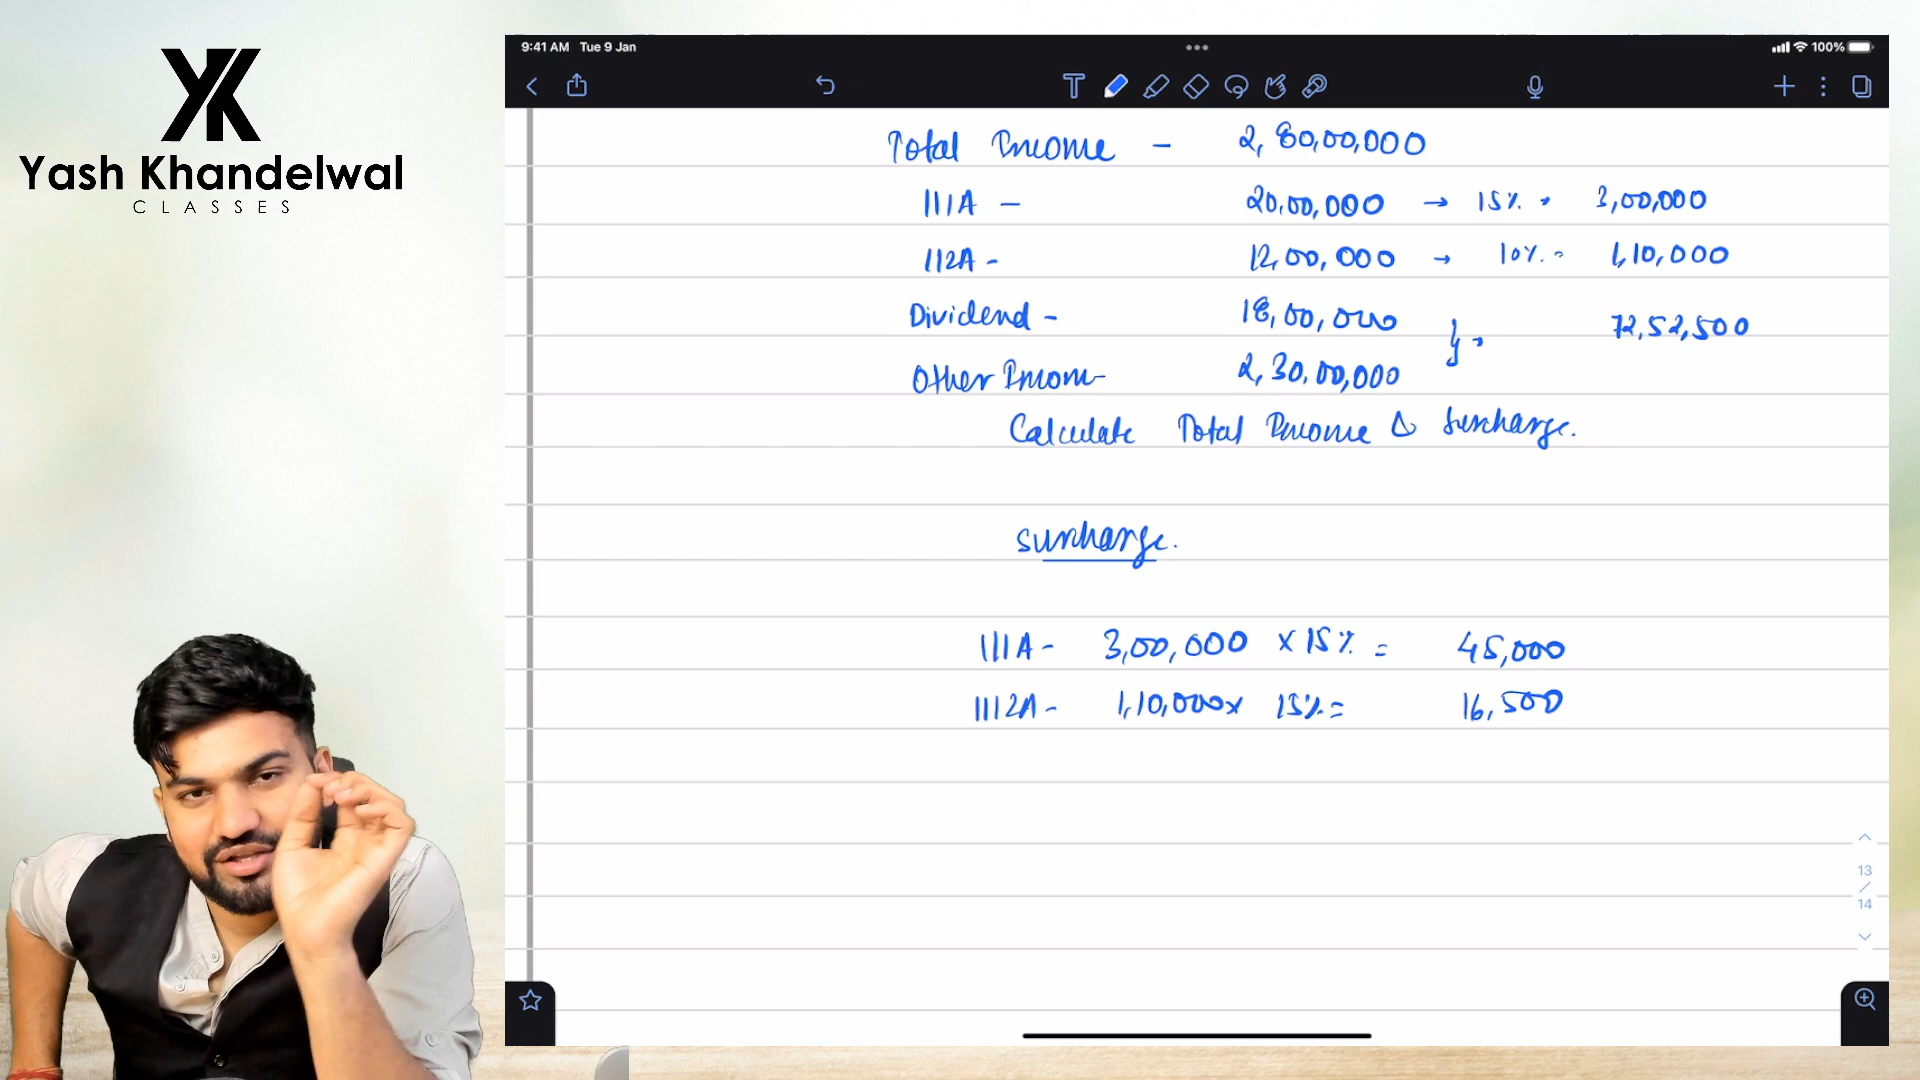 Yash Khandelwal
CLASSES
9:41 AM Tue 9 Jan
100%
Total Income - 2,80,00,000
111A - 20,00,000 → 15% = 3,00,000
112A - 12,00,000 → 10% = 1,10,000
Dividend - 18,00,000
} = 72,52,500
Other Income - 2,30,00,000
Calculate Total Income & Surcharge.
Surcharge.
111A - 3,00,000 × 15% = 45,000
1112A - 1,10,000 × 15% = 16,500
13
/
14